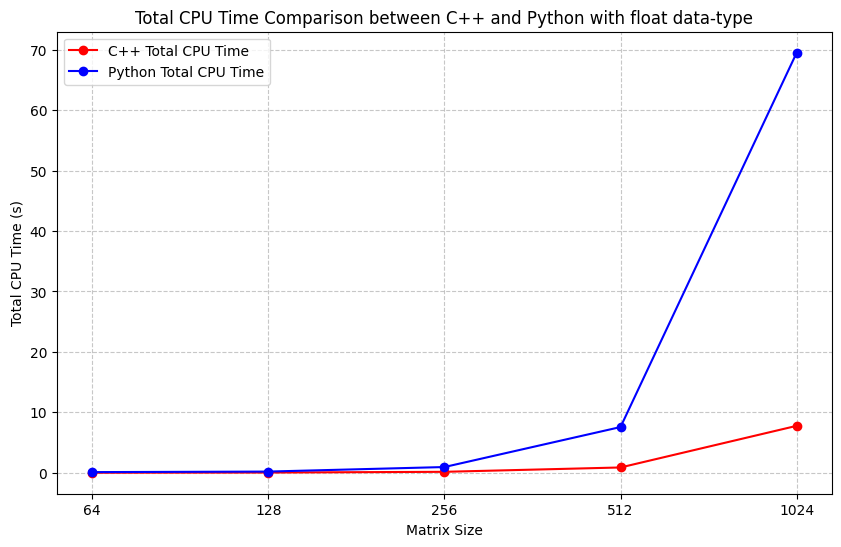 Total CPU Time Comparison between C++ and Python with float data-type
C++ Total CPU Time
Python Total CPU Time
Total CPU Time (s)
70
60
50
40
30
20
10
0
64 128 256 512 1024
Matrix Size